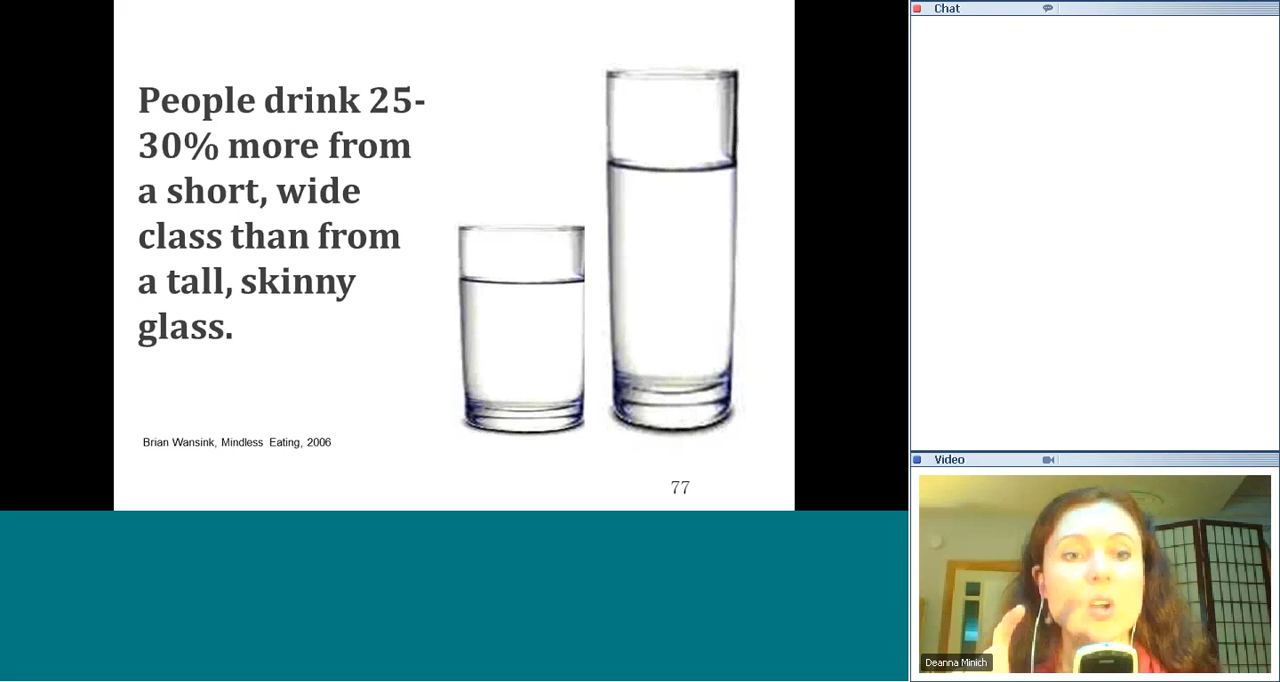 People drink 25-
30% more from
a short, wide
class than from
a tall, skinny
glass.
Brian Wansink, Mindless Eating, 2006
77
Chat
Video
Deanna Minich